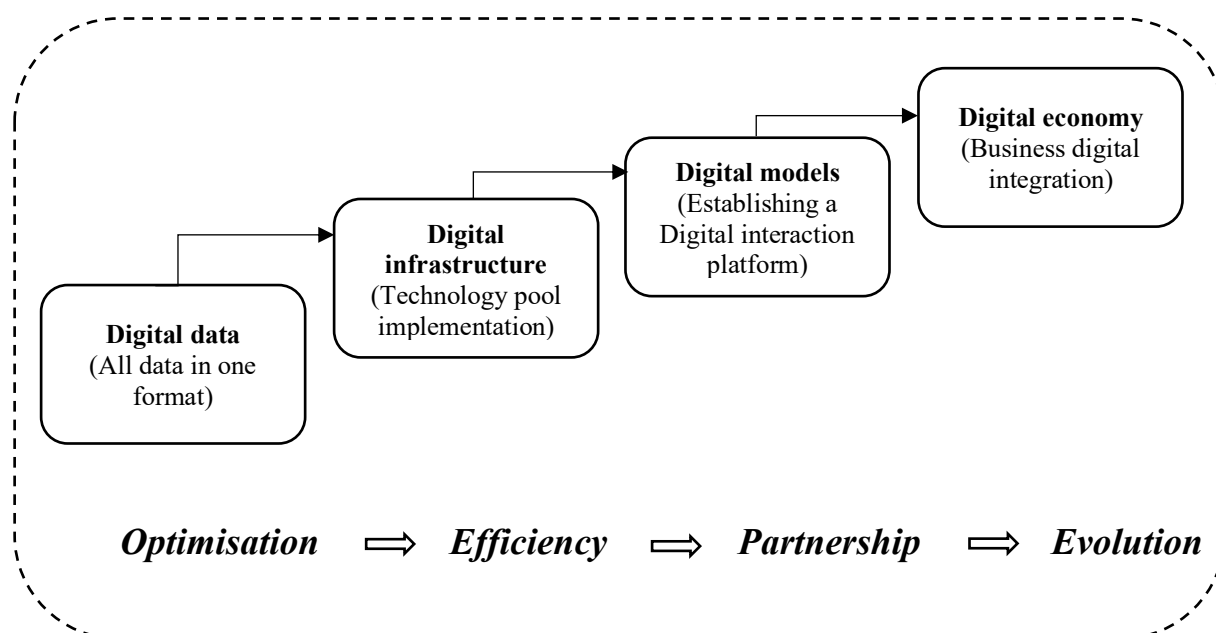 Digital economy
(Business digital
integration)
Digital models
(Establishing a
Digital interaction
platform)
Digital
infrastructure
(Technology pool
implementation)
Digital data
(All data in one
format)
Optimisation ⇨ Efficiency ⇨ Partnership ⇨ Evolution